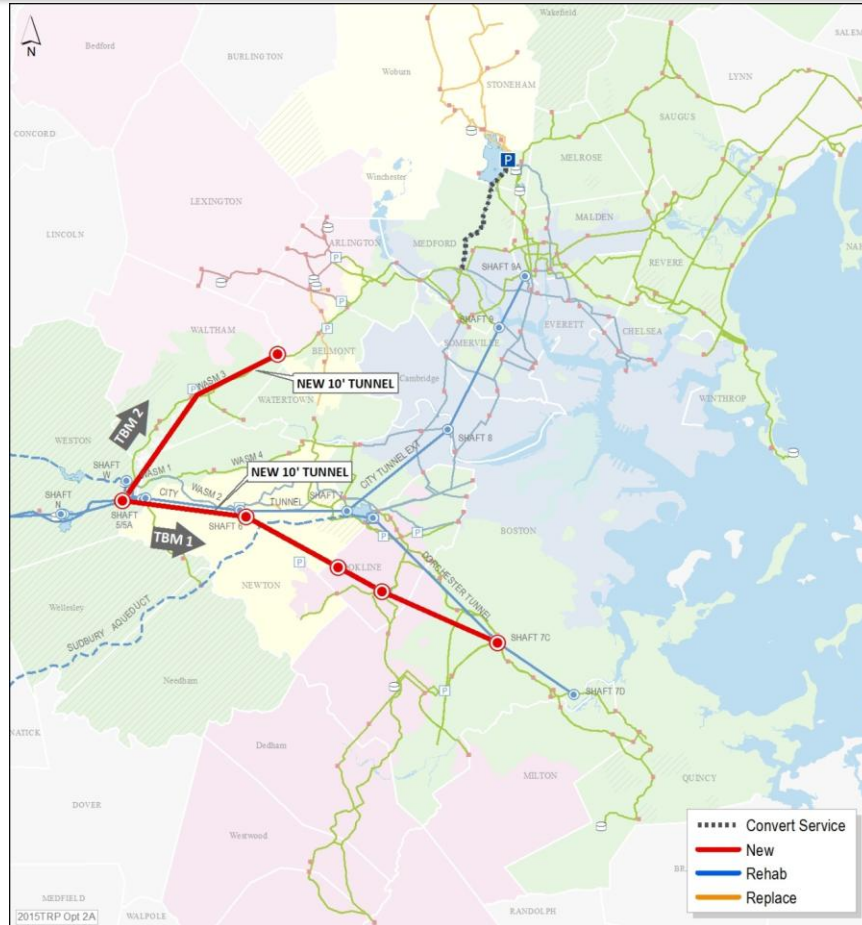 N
Bedford
BURLINGTON
Woburn
Wakefield
STONEHAM
LYNN
SALEM
SAUGUS
CONCORD
P
MELROSE
Winchester
LEXINGTON
ARLINGTON
MEDFORD
MALDEN
LINCOLN
P
REVERE
SHAFT 9A
P
EVERETT
CHELSEA
SHAFT 9
SOMERVILLE
WALTHAM
P
BELMONT
WASM 3
NEW 10' TUNNEL
Cambridge
WATERTOWN
WINTHROP
TBM 2
WESTON
SHAFT 8
CITY TUNNEL EXT
SHAFT
W
WASM 1
WASM 4
NEW 10' TUNNEL
SHAFT
N
CITY
WASM 2
TUNNEL
SHAFT 7
SHAFT
5/5A
SHAFT 6
BOSTON
TBM 1
P
P
P
OKLINE
DORCHESTER TUNNEL
NEWTON
Wellesley
SUDBURY AQUEDUCT
SHAFT 7C
Needham
P
SHAFT 7D
NATICK
Dedham
MILTON
QUINCY
DOVER
Westwood
Convert Service
New
Rehab
Replace
MEDFIELD
WALPOLE
RANDOLPH
2015TRP Opt 2A